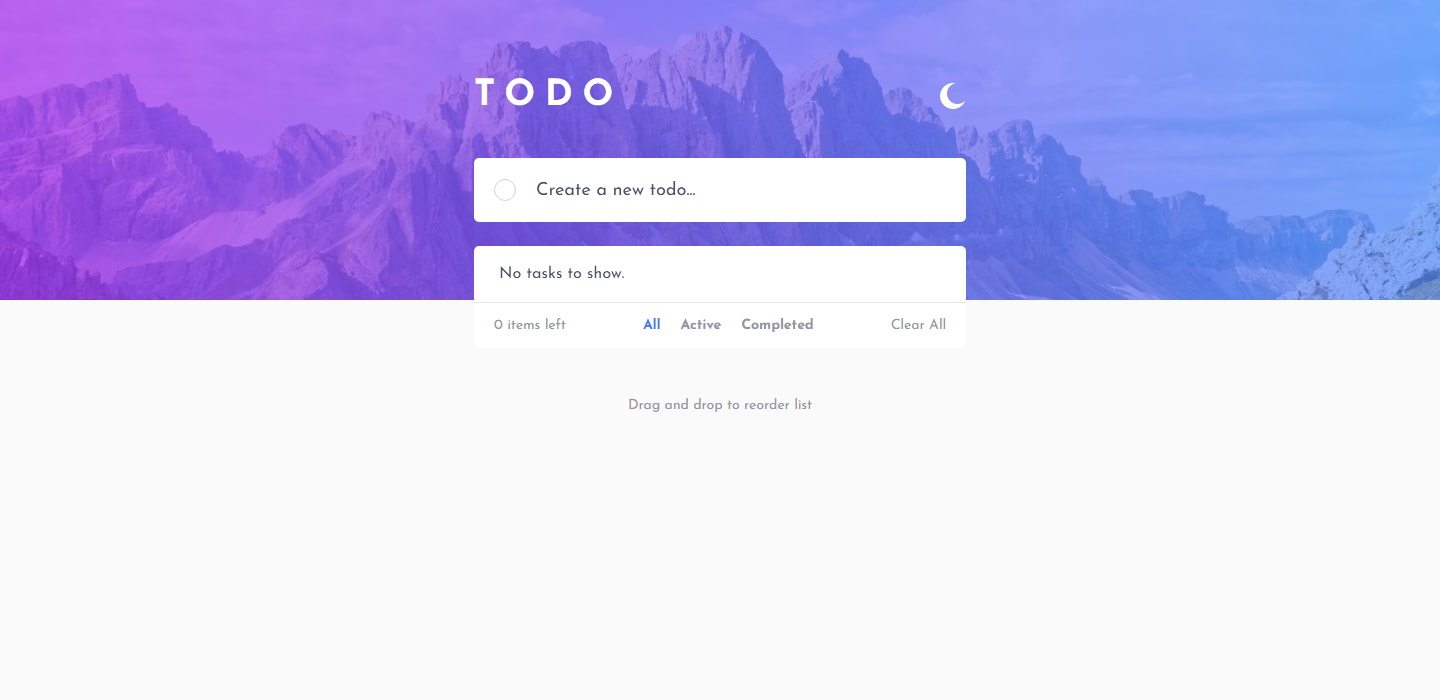 TODO
Create a new todo...
No tasks to show.
0 items left All Active Completed Clear All
Drag and drop to reorder list